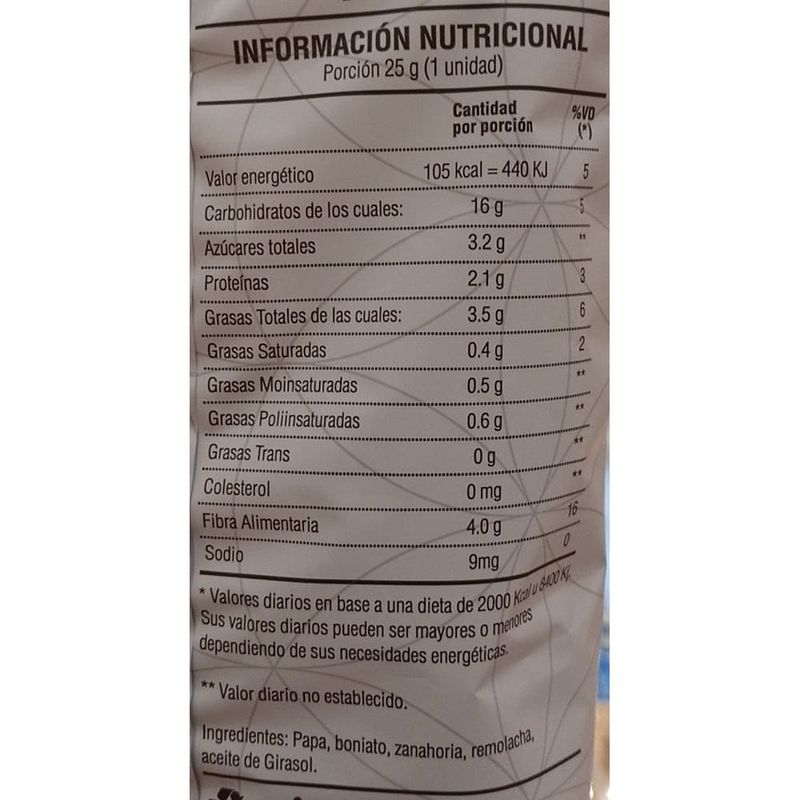 INFORMACIÓN NUTRICIONAL
Porción 25 g (1 unidad)
Cantidad por porción %VD (*)
Valor energético 105 kcal = 440 KJ 5
Carbohidratos de los cuales: 16 g 5
Azúcares totales 3.2 g **
Proteínas 2.1 g 3
Grasas Totales de las cuales: 3.5 g 6
Grasas Saturadas 0.4 g 2
Grasas Moinsaturadas 0.5 g **
Grasas Poliinsaturadas 0.6 g **
Grasas Trans 0 g **
Colesterol 0 mg **
Fibra Alimentaria 4.0 g 16
Sodio 9mg 0
* Valores diarios en base a una dieta de 2000 Kcal u 8400 Kj.
Sus valores diarios pueden ser mayores o menores
dependiendo de sus necesidades energéticas.
** Valor diario no establecido.
Ingredientes: Papa, boniato, zanahoria, remolacha,
aceite de Girasol.